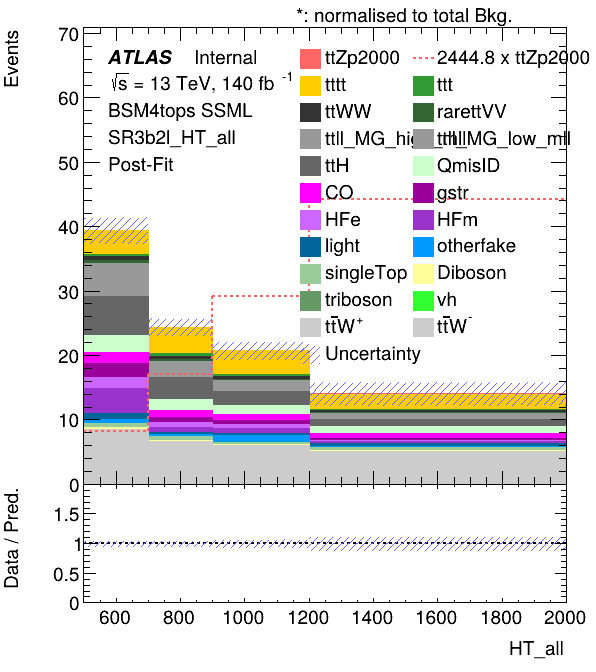 *: normalised to total Bkg.
Events
70
60
50
40
30
20
10
0
ATLAS Internal
√s = 13 TeV, 140 fb -1
BSM4tops SSML
SR3b2l_HT_all
Post-Fit
ttZp2000 2444.8 x ttZp2000
tttt ttt
ttWW rarettVV
ttll_MG_high_mll ttll_MG_low_mll
ttH QmisID
CO gstr
HFe HFm
light otherfake
singleTop Diboson
triboson vh
tt̄W+ tt̄W-
Uncertainty
Data / Pred.
1.5
1
0.5
0
600 800 1000 1200 1400 1600 1800 2000
HT_all